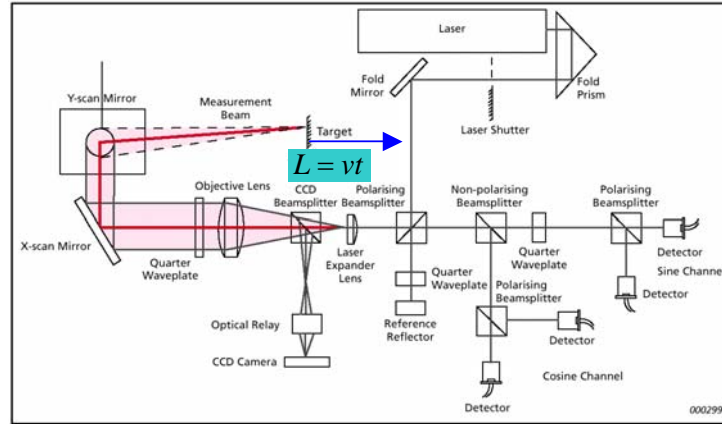 Laser
Fold
Mirror
Fold
Prism
Laser Shutter
Y-scan Mirror
Measurement
Beam
Target
L = vt
Objective Lens
CCD
Beamsplitter
Polarising
Beamsplitter
Non-polarising
Beamsplitter
Polarising
Beamsplitter
X-scan Mirror
Quarter
Waveplate
Laser
Expander
Lens
Quarter
Waveplate
Reference
Reflector
Quarter
Waveplate
Polarising
Beamsplitter
Detector
Sine Channel
Detector
Optical Relay
CCD Camera
Detector
Cosine Channel
Detector
000299